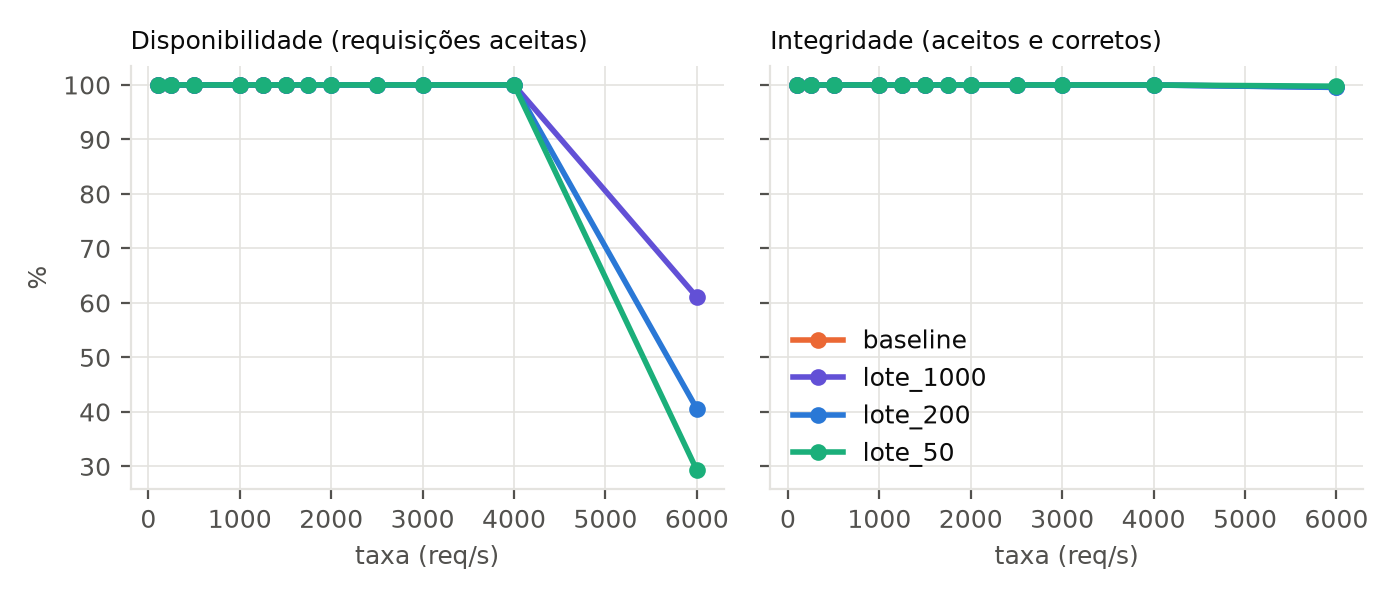 Disponibilidade (requisições aceitas)
100
90
80
70
60
50
40
30
%
0 1000 2000 3000 4000 5000 6000
taxa (req/s)
Integridade (aceitos e corretos)
baseline
lote_1000
lote_200
lote_50
0 1000 2000 3000 4000 5000 6000
taxa (req/s)